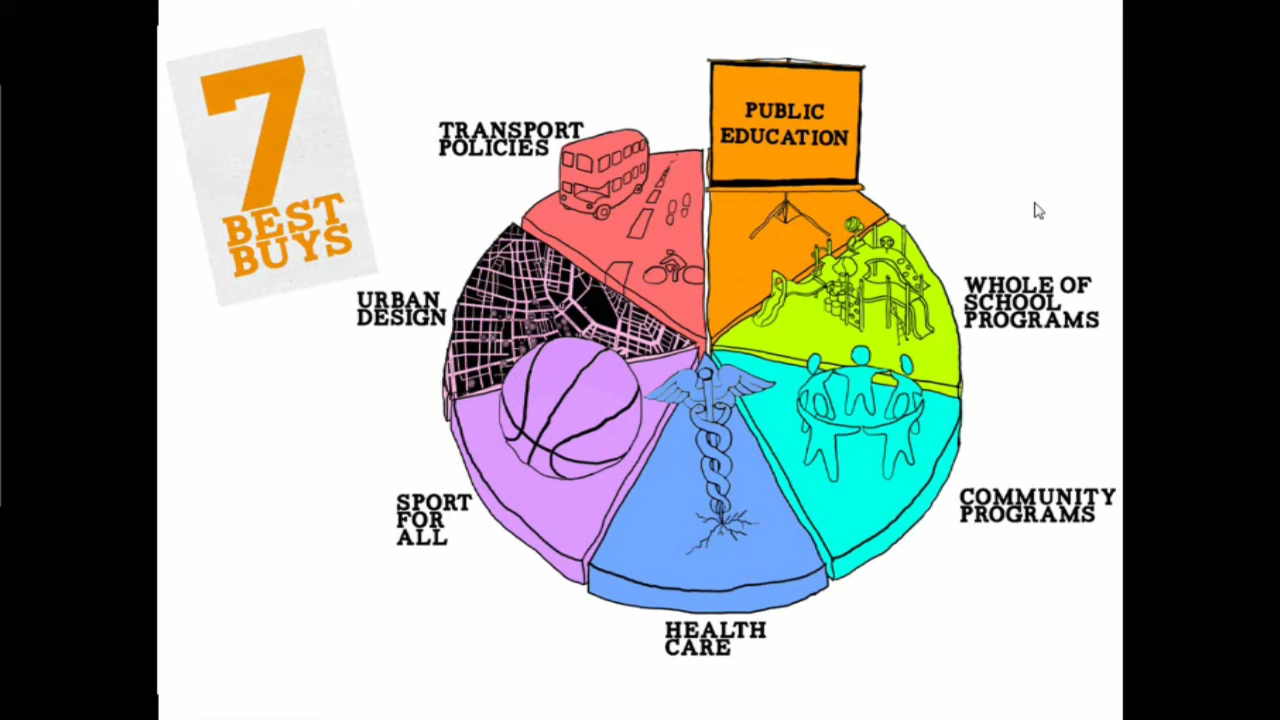 7
BEST
BUYS
TRANSPORT
POLICIES
PUBLIC
EDUCATION
URBAN
DESIGN
WHOLE OF
SCHOOL
PROGRAMS
SPORT
FOR
ALL
COMMUNITY
PROGRAMS
HEALTH
CARE